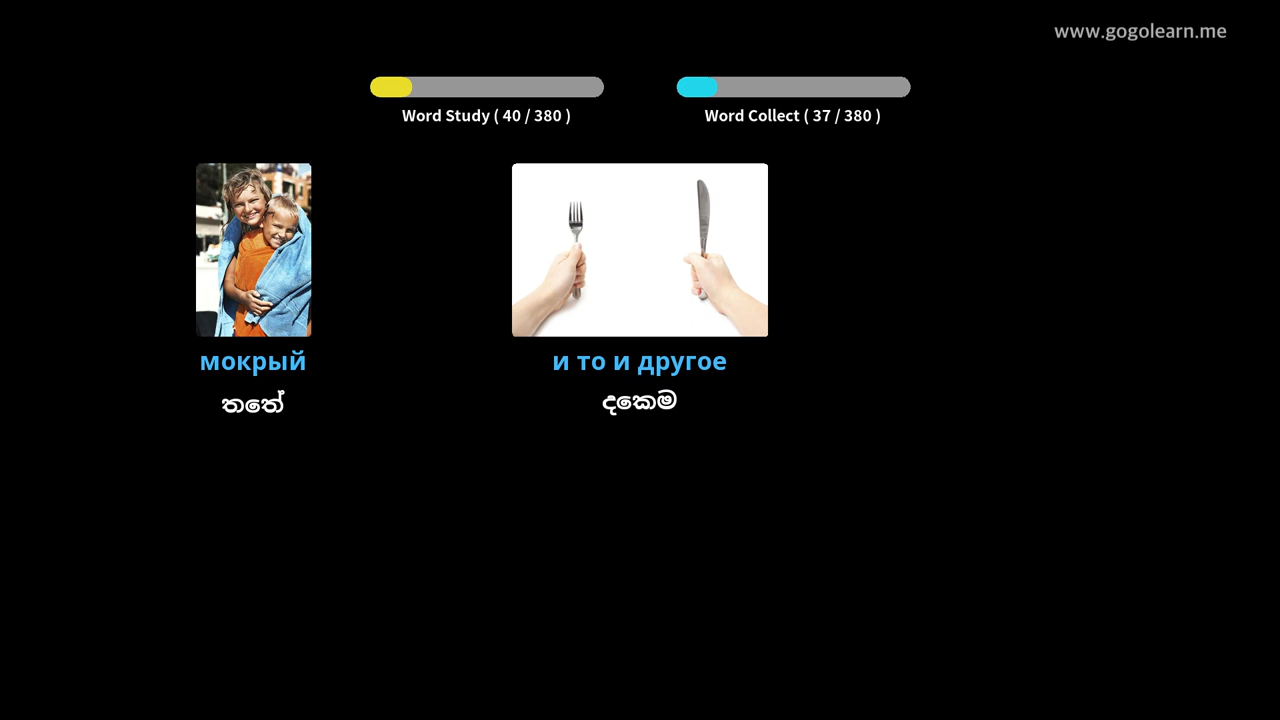 www.gogolearn.me
Word Study ( 40 / 380 )
Word Collect ( 37 / 380 )
мокрый
и то и другое
තෙත්
දෙකම